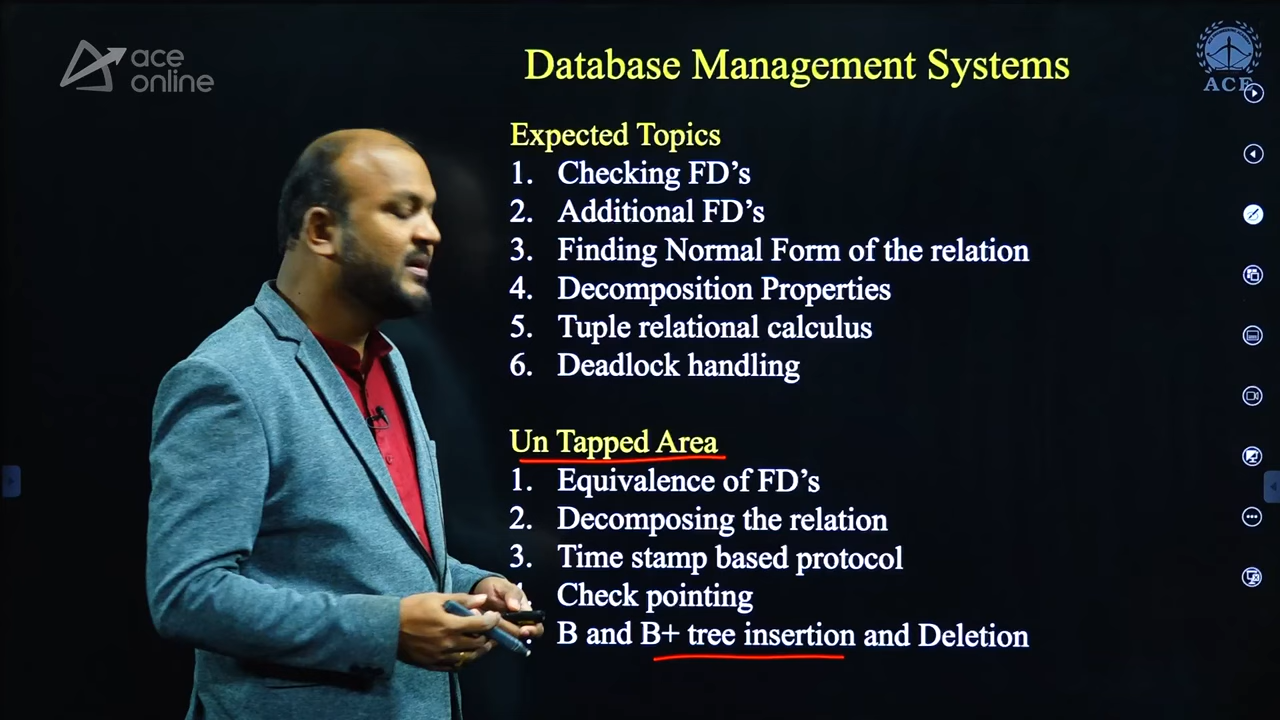 ace
online
Database Management Systems
ACE
Expected Topics
1. Checking FD’s
2. Additional FD’s
3. Finding Normal Form of the relation
4. Decomposition Properties
5. Tuple relational calculus
6. Deadlock handling
Un Tapped Area
1. Equivalence of FD’s
2. Decomposing the relation
3. Time stamp based protocol
Check pointing
B and B+ tree insertion and Deletion